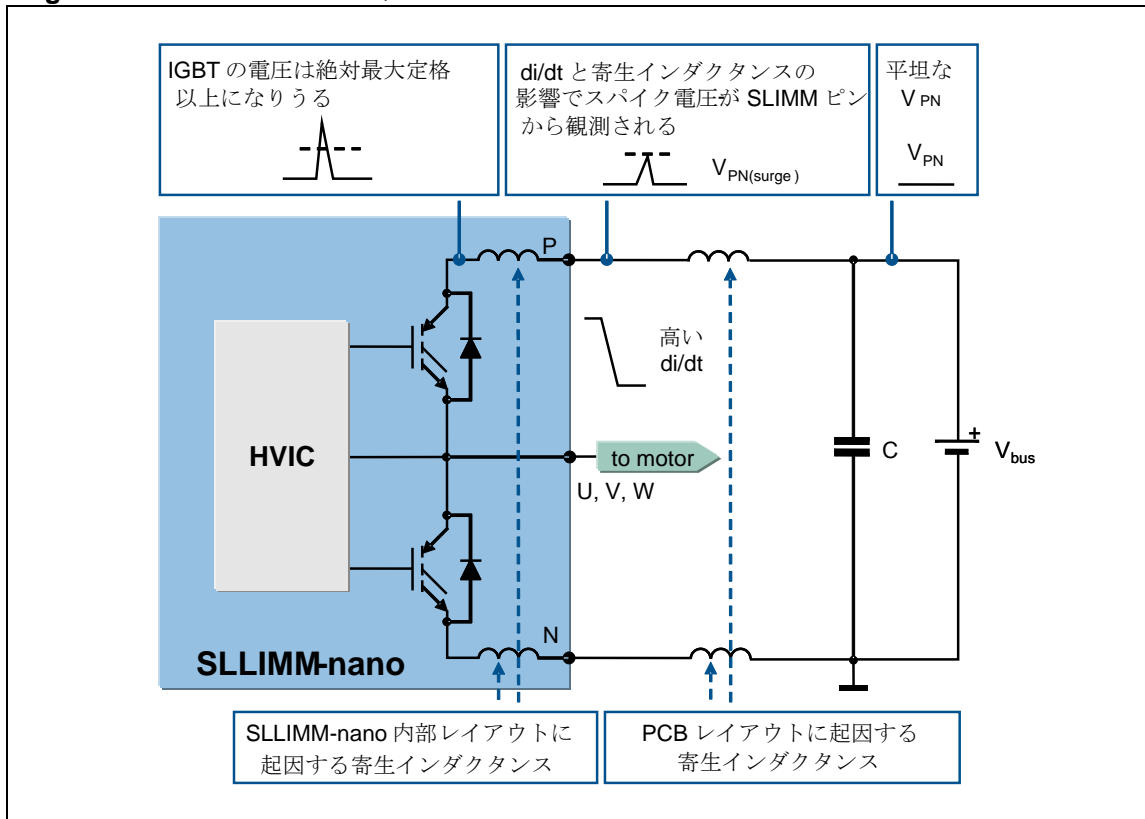 IGBT の電圧は絶対最大定格
以上になりうる
di/dt と寄生インダクタンスの
影響でスパイク電圧が SLIMM ピン
から観測される
V PN(surge)
平坦な
V PN
V PN
P
高い
di/dt
HVIC
to motor
U, V, W
C
+
V bus
N
SLLIMM-nano
SLLIMM-nano 内部レイアウトに
起因する寄生インダクタンス
PCB レイアウトに起因する
寄生インダクタンス